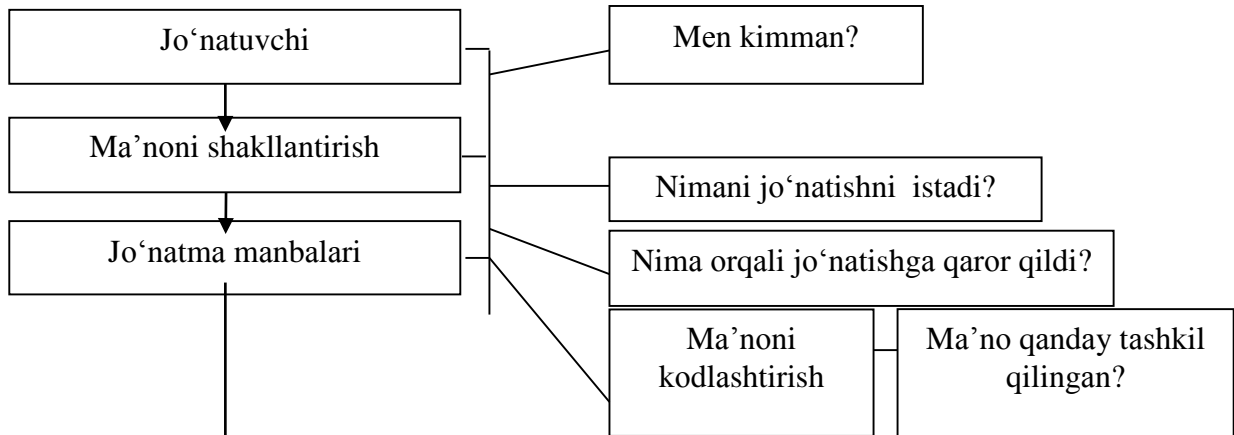 Jo‘natuvchi
Men kimman?
Ma’noni shakllantirish
Nimani jo‘natishni istadi?
Jo‘natma manbalari
Nima orqali jo‘natishga qaror qildi?
Ma’noni
kodlashtirish
Ma’no qanday tashkil
qilingan?